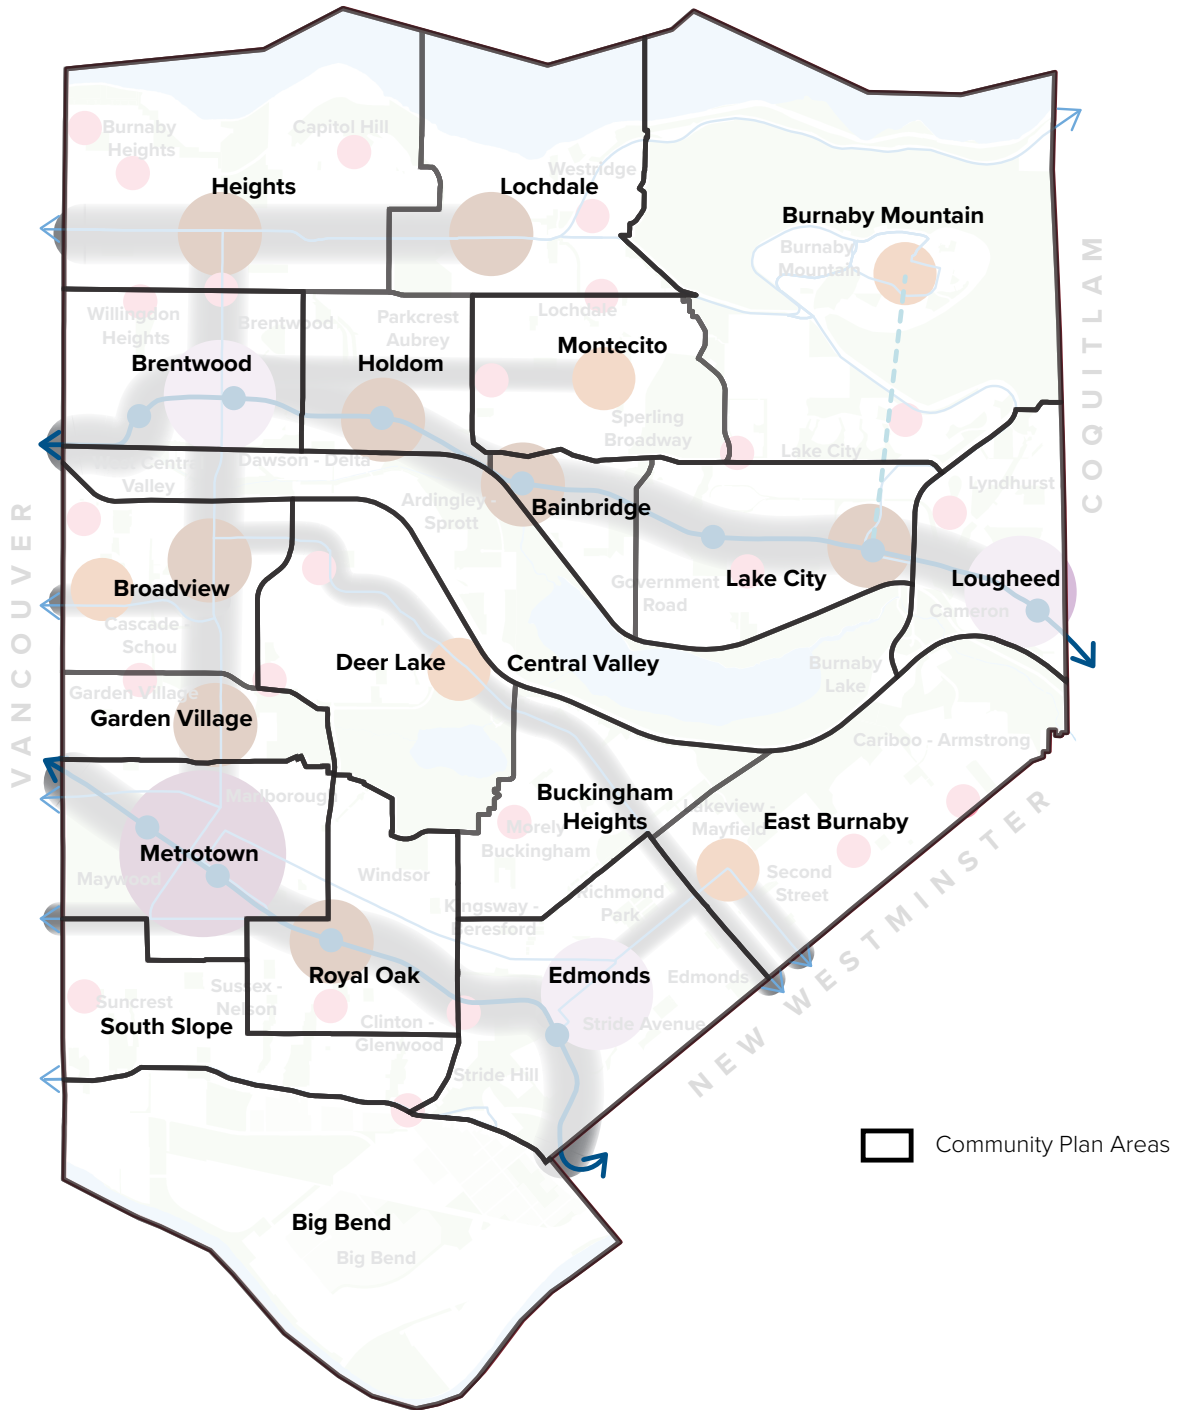 Burnaby
Heights
Capitol Hill
Westridge
Heights
Lochdale
Burnaby Mountain
Burnaby
Mountain
COQUITLAM
Willingdon
Heights
Brentwood
Parkcrest
Aubrey
Lochdale
Brentwood
Holdom
Montecito
Sperling
Broadway
Lake City
West Central
Valley
Dawson - Delta
Ardingley -
Sprott
Bainbridge
Lyndhurst
VANCOUVER
Broadview
Cascade -
Schou
Government
Road
Lake City
Lougheed
Cameron
Deer Lake
Central Valley
Burnaby
Lake
Garden Village
Garden Village
Cariboo - Armstrong
Marlborough
Buckingham
Heights
Lakeview -
Mayfield
East Burnaby
Morely -
Buckingham
Metrotown
Maywood
Windsor
Second
Street
Kingsway -
Beresford
Richmond
Park
Royal Oak
Edmonds
Edmonds
NEW WESTMINSTER
Suncrest
Sussex -
Nelson
South Slope
Clinton -
Glenwood
Stride Avenue
Stride Hill
Community Plan Areas
Big Bend
Big Bend